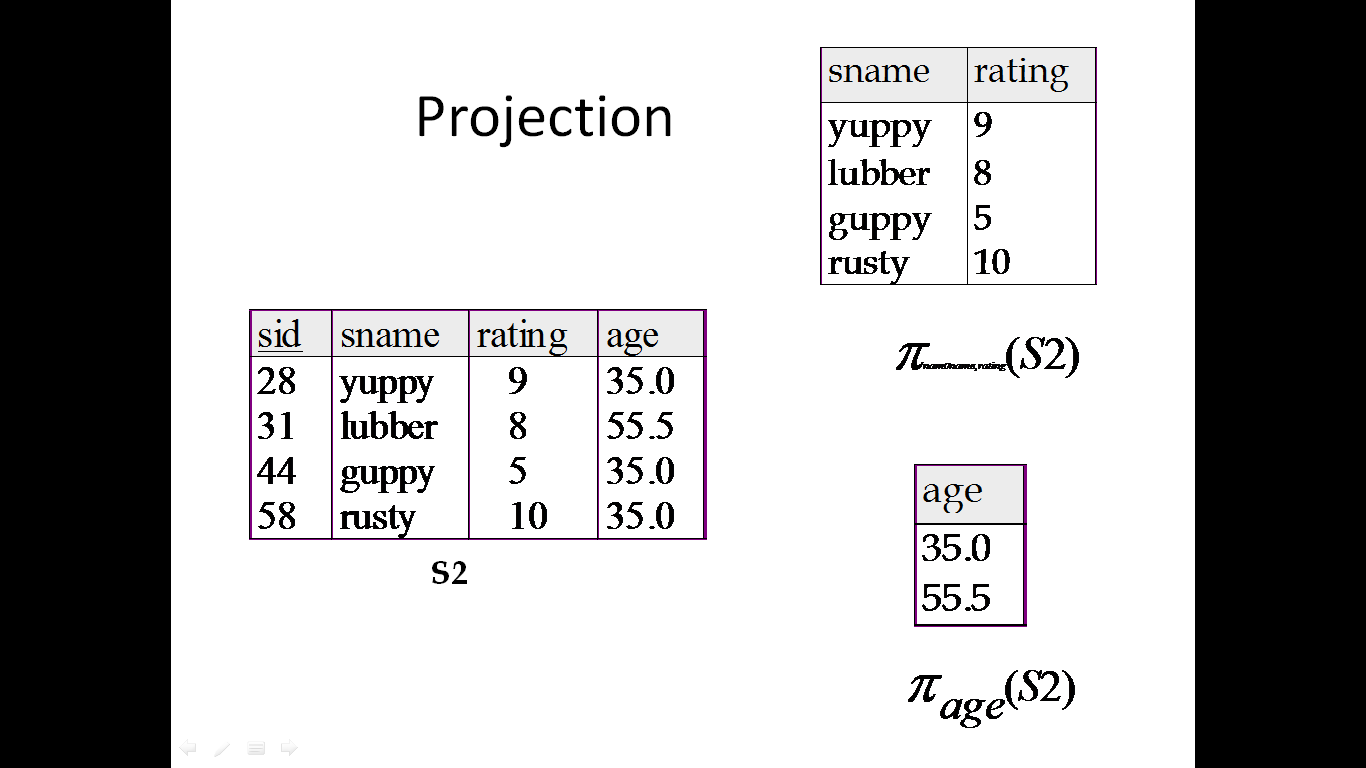 Projection
sname rating
yuppy 9
lubber 8
guppy 5
rusty 10
π (S2)
sid sname rating age
28 yuppy 9 35.0
31 lubber 8 55.5
44 guppy 5 35.0
58 rusty 10 35.0
S2
age
35.0
55.5
π age(S2)